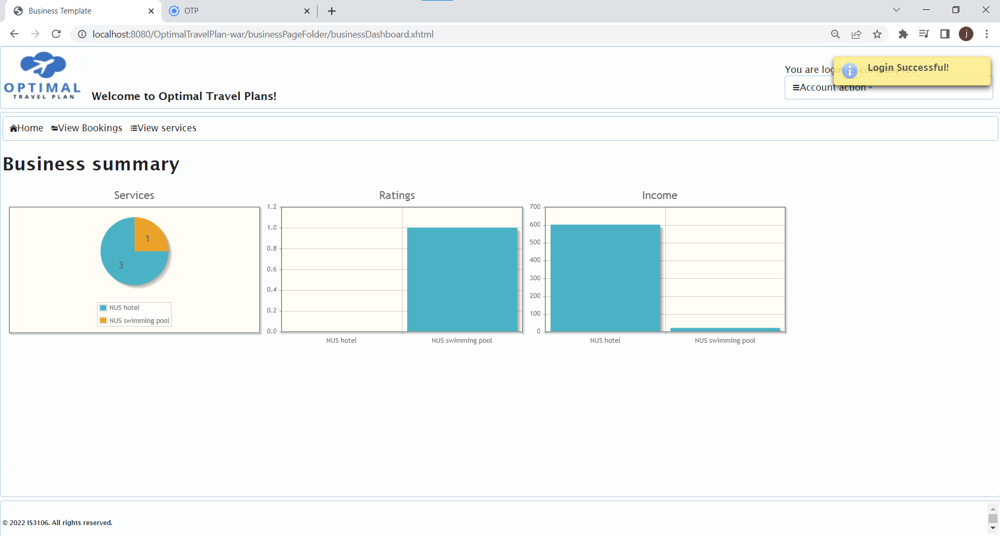 Business Template
OTP
localhost:8080/OptimalTravelPlan-war/businessPageFolder/businessDashboard.xhtml
j
OPTIMAL
TRAVEL PLAN
Welcome to Optimal Travel Plans!
You are login as
Login Successful!
Account action
Home View Bookings View services
Business summary
Services
1
3
NUS hotel
NUS swimming pool
Ratings
1.2
1.0
0.8
0.6
0.4
0.2
0.0
NUS hotel NUS swimming pool
Income
700
600
500
400
300
200
100
0
NUS hotel NUS swimming pool
© 2022 IS3106. All rights reserved.